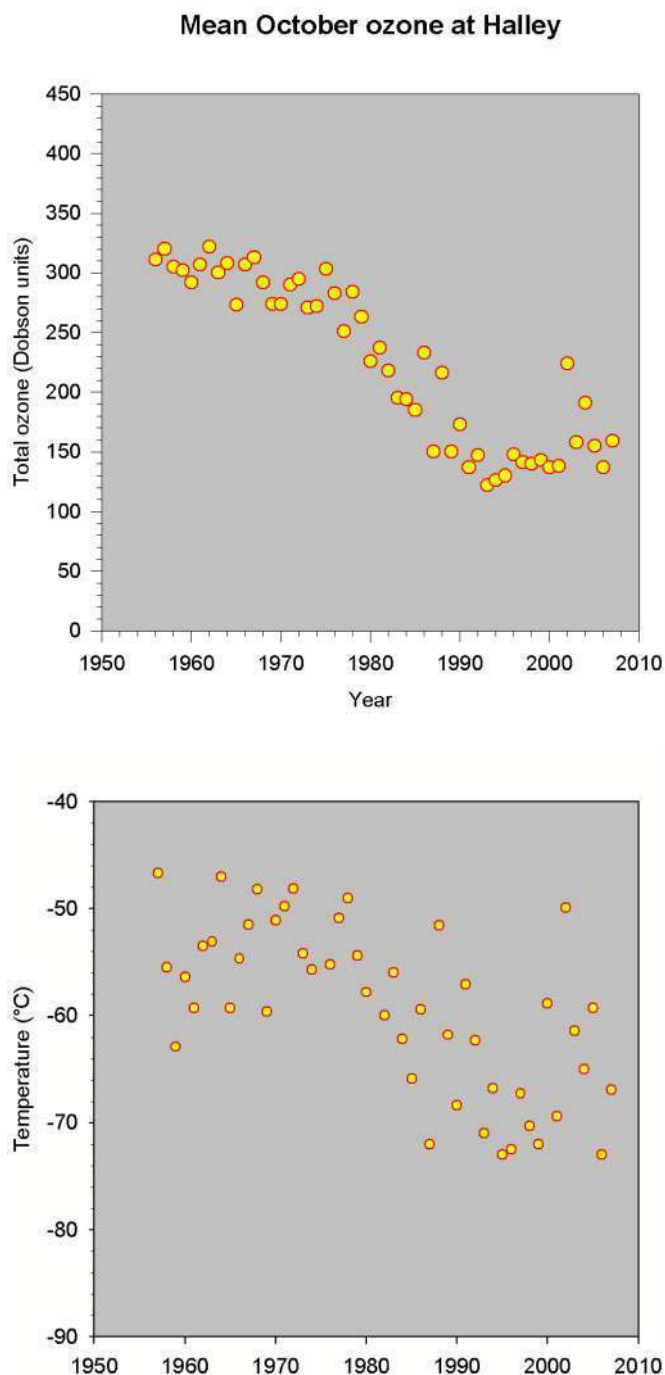 Mean October ozone at Halley
450
400
350
300
250
200
150
100
50
0
Total ozone (Dobson units)
1950 1960 1970 1980 1990 2000 2010
Year
-40
-50
-60
-70
-80
-90
Temperature (°C)
1950 1960 1970 1980 1990 2000 2010